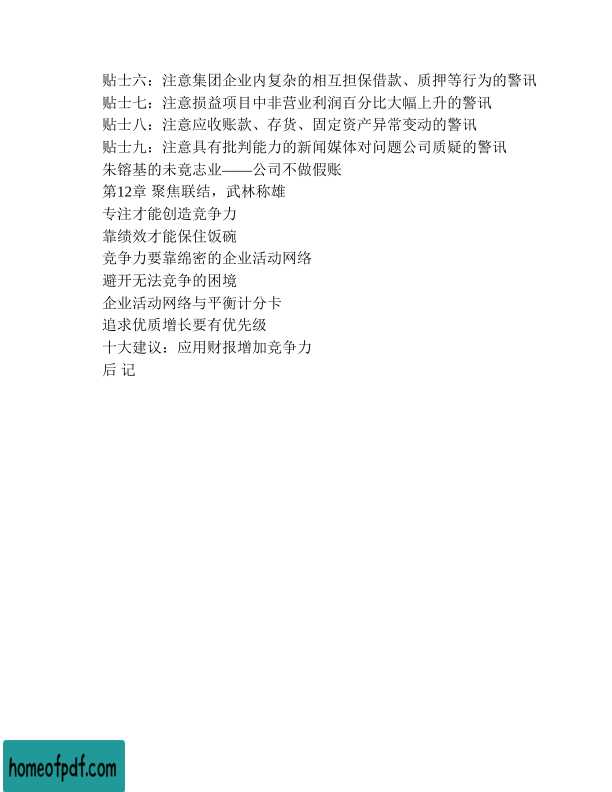 贴士六：注意集团企业内复杂的相互担保借款、质押等行为的警讯
贴士七：注意损益项目中非营业利润百分比大幅上升的警讯
贴士八：注意应收账款、存货、固定资产异常变动的警讯
贴士九：注意具有批判能力的新闻媒体对问题公司质疑的警讯
朱镕基的未竟志业——公司不做假账
第12章 聚焦联结，武林称雄
专注才能创造竞争力
靠绩效才能保住饭碗
竞争力要靠绵密的企业活动网络
避开无法竞争的困境
企业活动网络与平衡计分卡
追求优质增长要有优先级
十大建议：应用财报增加竞争力
后 记
homeofpdf.com